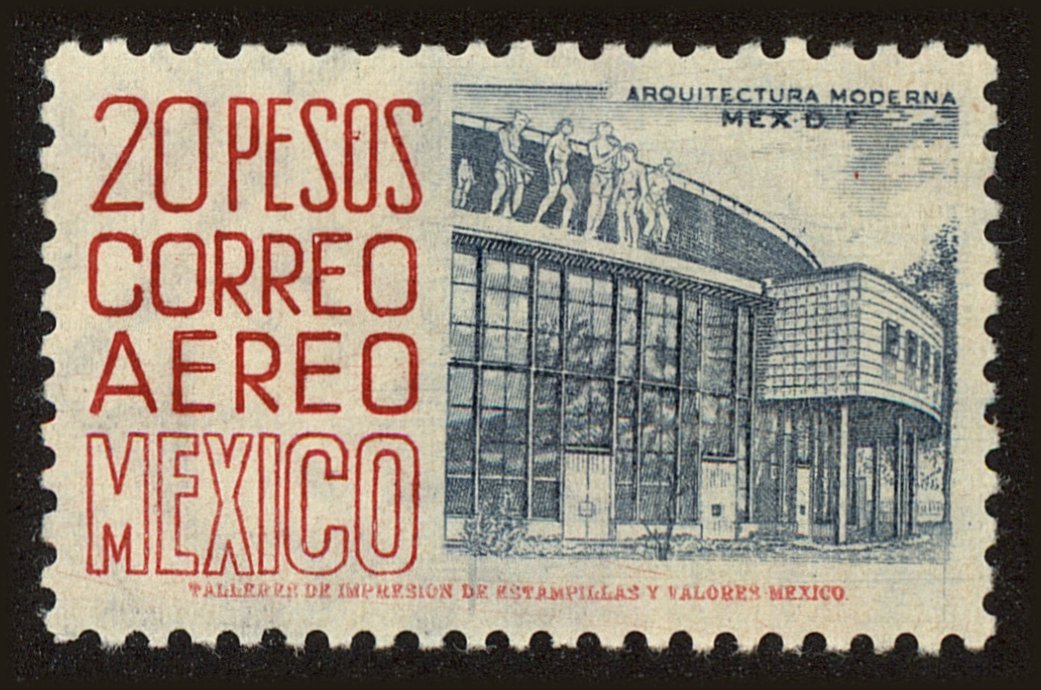 20 PESOS
CORREO
AEREO
MEXICO
ARQUITECTURA MODERNA
MEX. D. F.
TALLERES DE IMPRESION DE ESTAMPILLAS Y VALORES MEXICO.